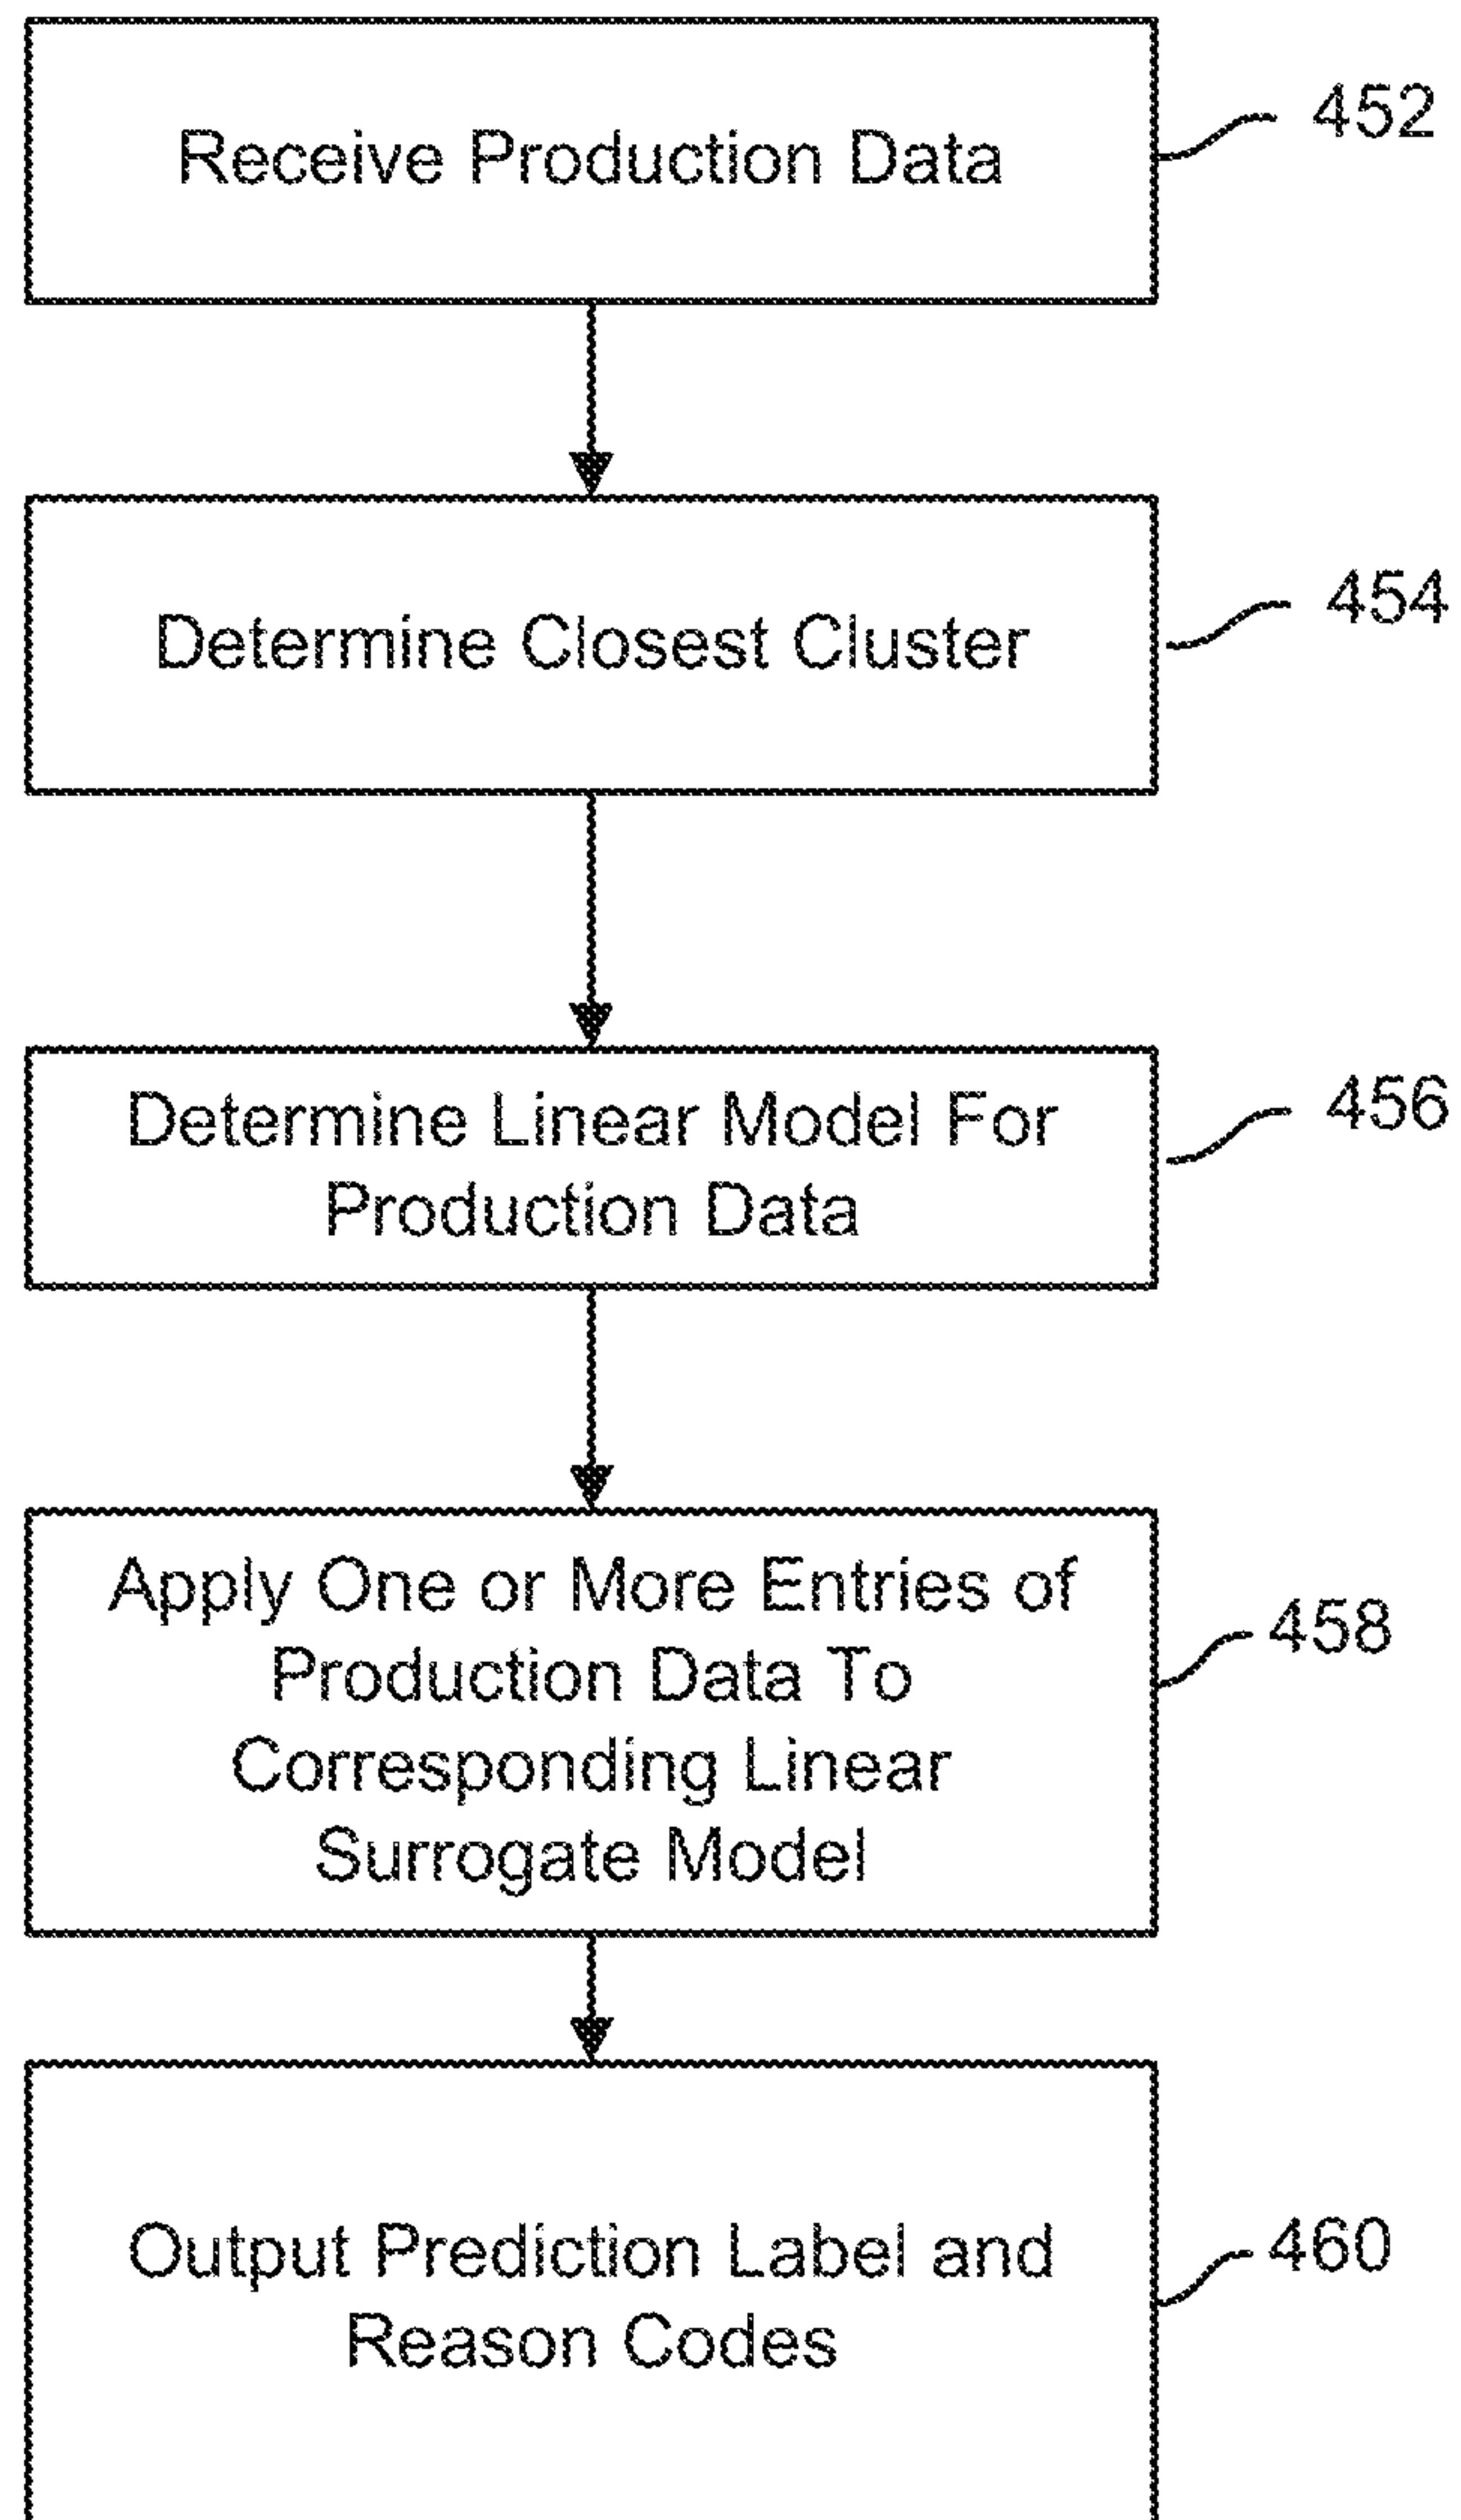 Receive Production Data
452
Determine Closest Cluster
454
Determine Linear Model For
Production Data
456
Apply One or More Entries of
Production Data To
Corresponding Linear
Surrogate Model
458
Output Prediction Label and
Reason Codes
460